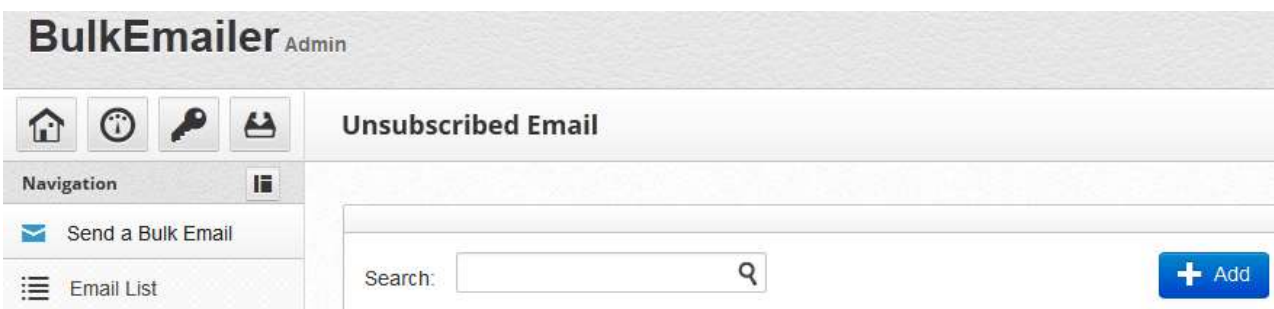 BulkEmailer Admin
Unsubscribed Email
Navigation
Send a Bulk Email
Email List
Search:
Add